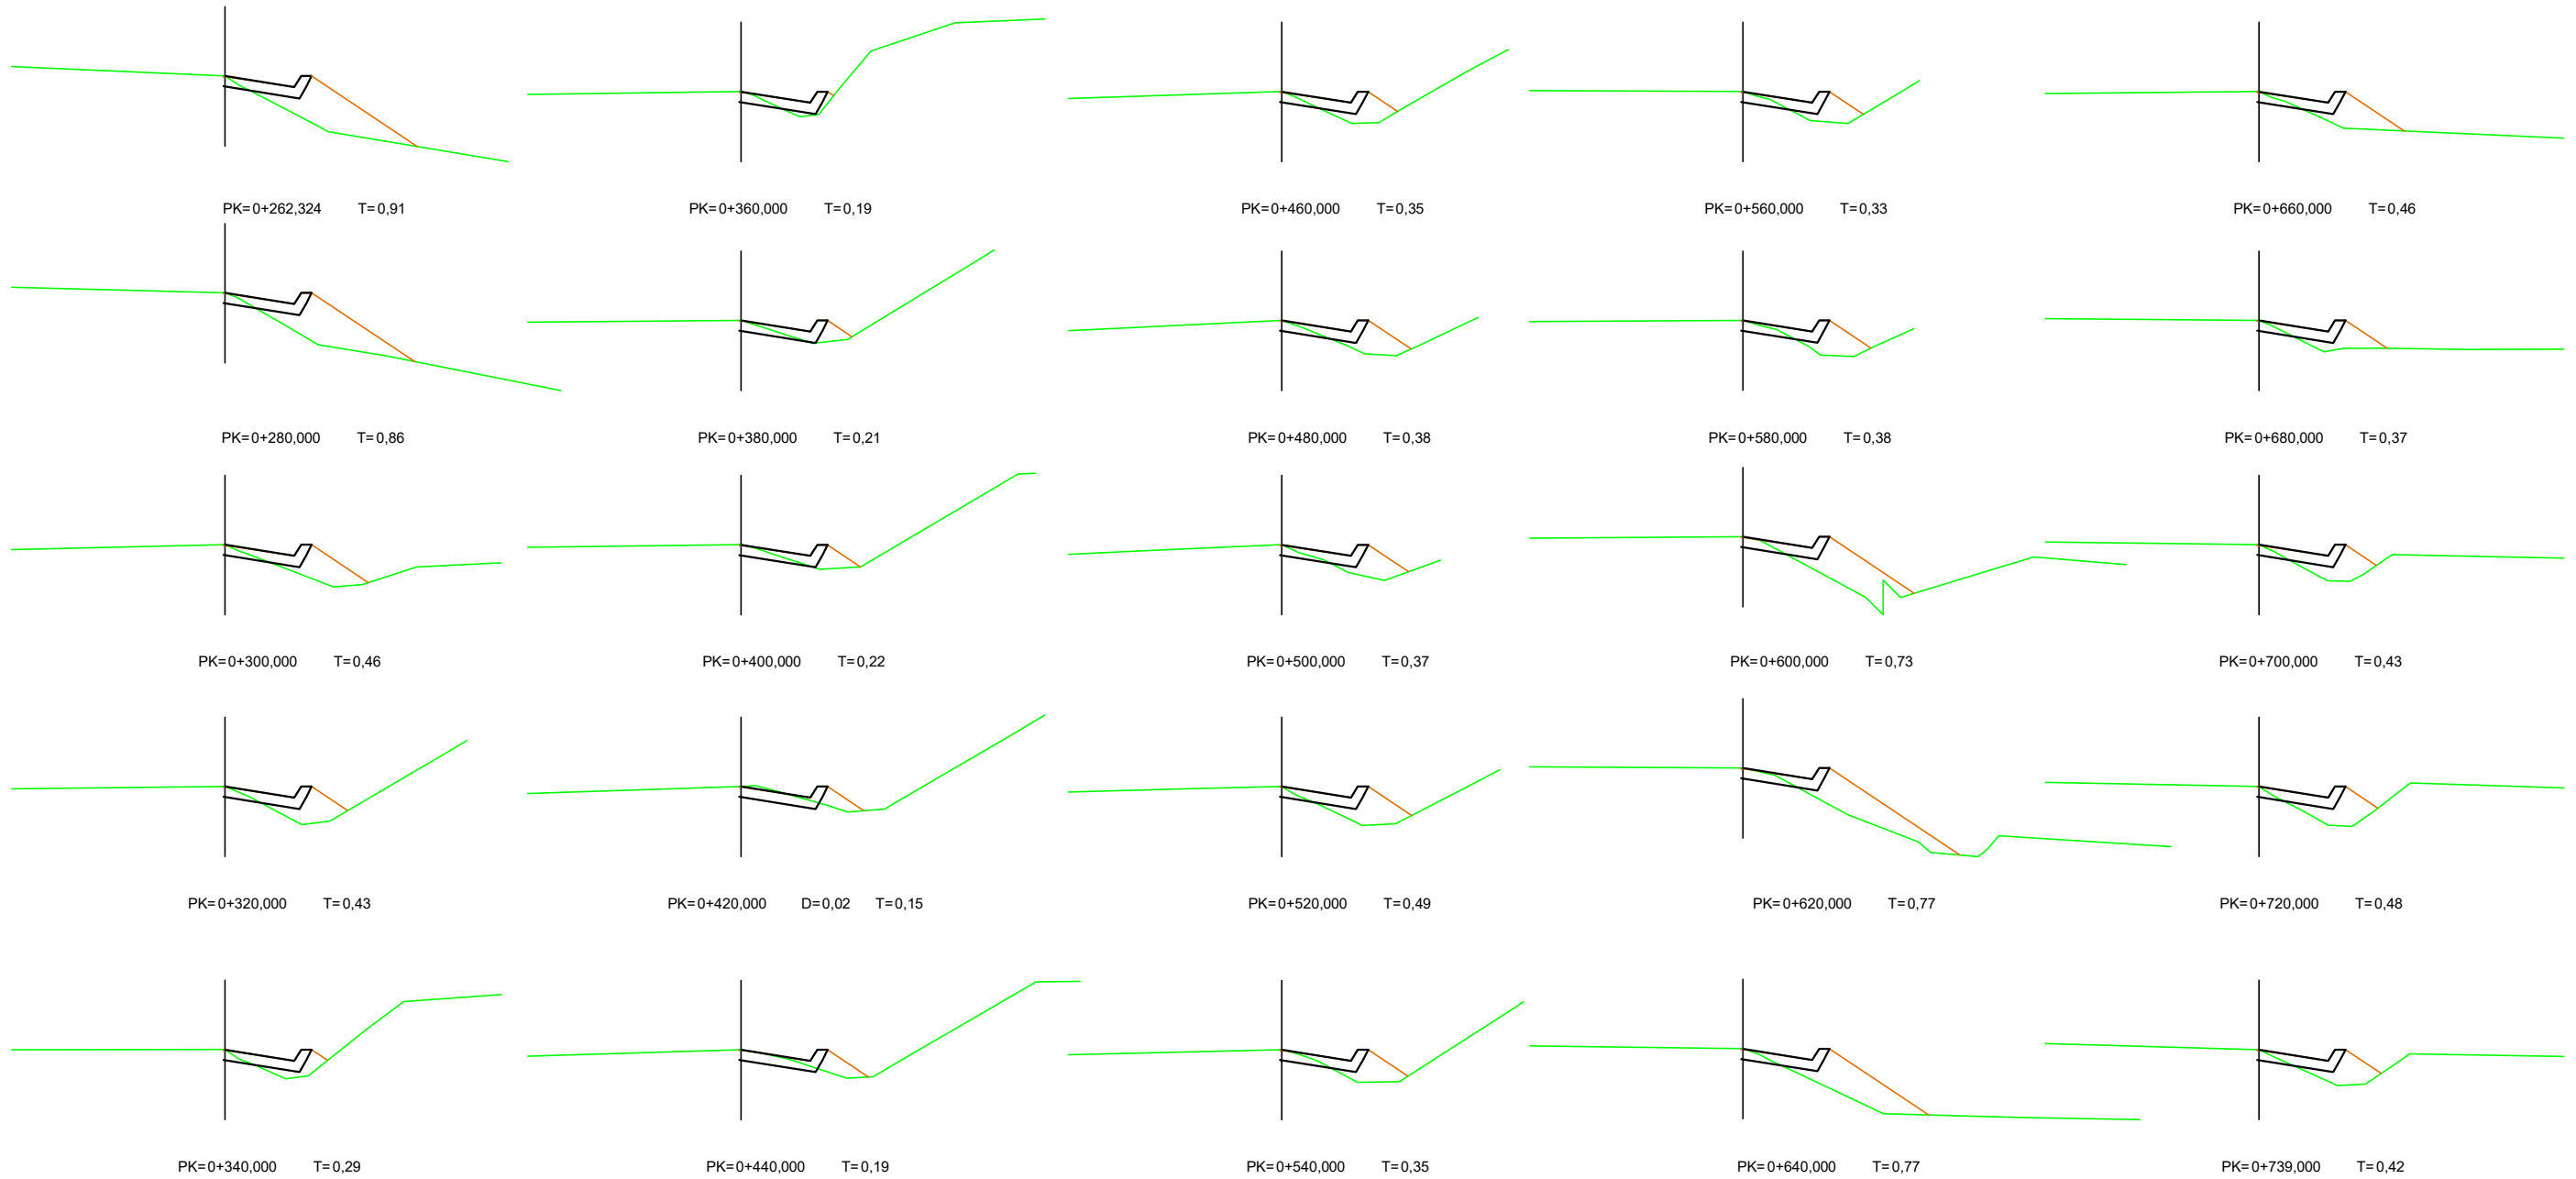 PK=0+262,324 T=0,91
PK=0+360,000 T=0,19
PK=0+460,000 T=0,35
PK=0+560,000 T=0,33
PK=0+660,000 T=0,46
PK=0+280,000 T=0,86
PK=0+380,000 T=0,21
PK=0+480,000 T=0,38
PK=0+580,000 T=0,38
PK=0+680,000 T=0,37
PK=0+300,000 T=0,46
PK=0+400,000 T=0,22
PK=0+500,000 T=0,37
PK=0+600,000 T=0,73
PK=0+700,000 T=0,43
PK=0+320,000 T=0,43
PK=0+420,000 D=0,02 T=0,15
PK=0+520,000 T=0,49
PK=0+620,000 T=0,77
PK=0+720,000 T=0,48
PK=0+340,000 T=0,29
PK=0+440,000 T=0,19
PK=0+540,000 T=0,35
PK=0+640,000 T=0,77
PK=0+739,000 T=0,42